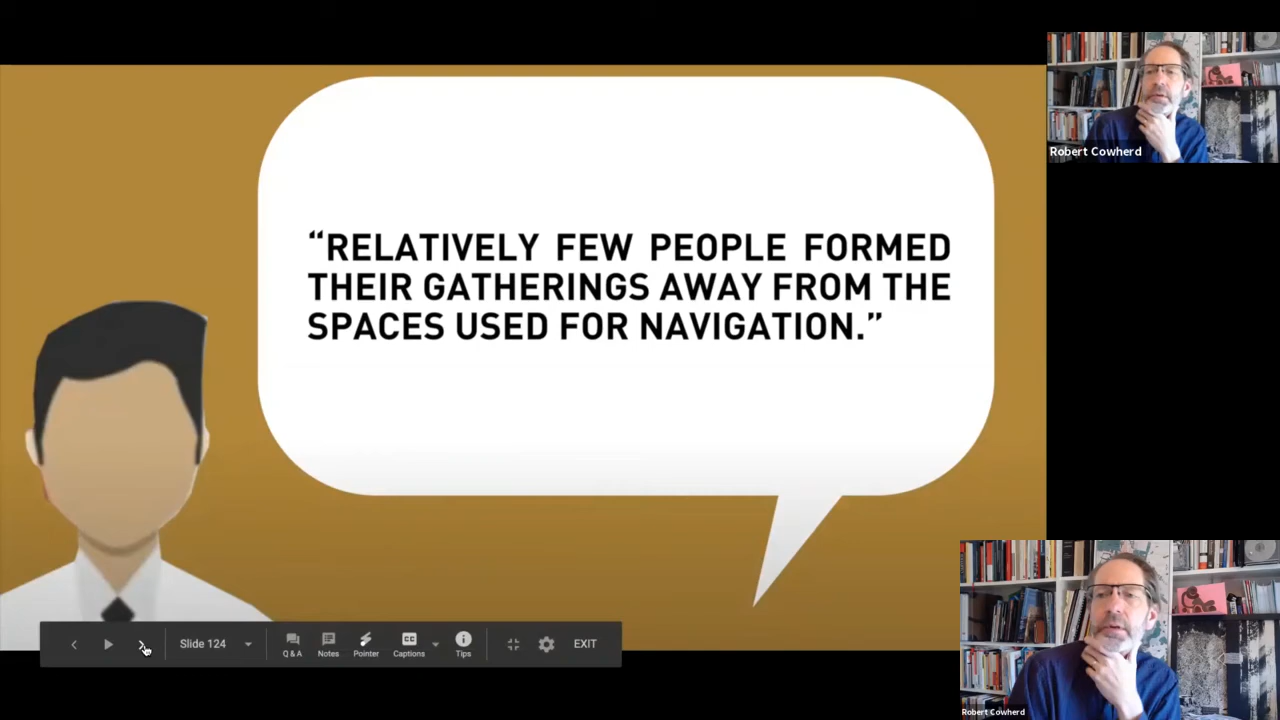 “RELATIVELY FEW PEOPLE FORMED
THEIR GATHERINGS AWAY FROM THE
SPACES USED FOR NAVIGATION.”
Robert Cowherd
Slide 124
Q & A
Notes
Pointer
CC
Captions
Tips
EXIT
Robert Cowherd